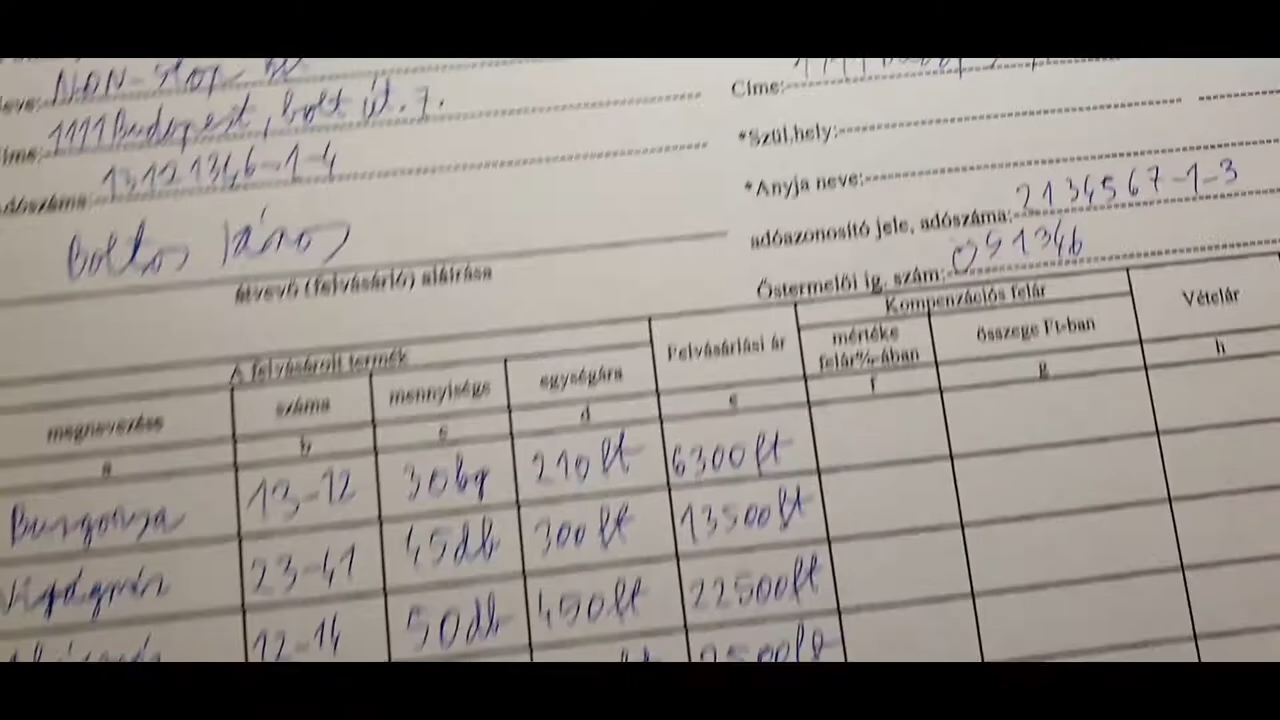 NON-stop
Címe:
1111 Budapest, bolt út. 7.
*Szül.hely:
13121346-1-4
*Anyja neve:
adóazonosító jele, adószáma: 2134567-1-3
Boltos János
átvevő (felvásárló) aláírása
Őstermelői ig. szám: 051346
A felvásárolt termék
Felvásárlási ár
Kompenzációs felár
Vételár
megnevezése
száma
mennyisége
egységára
mértéke felár%-ában
összege Ft-ban
a b c d e f g h
Burgonya 13-12 30kg 210 ft 6300 ft
23-41 45db 300 ft 13500 ft
12-14 50db 450 ft 22500 ft